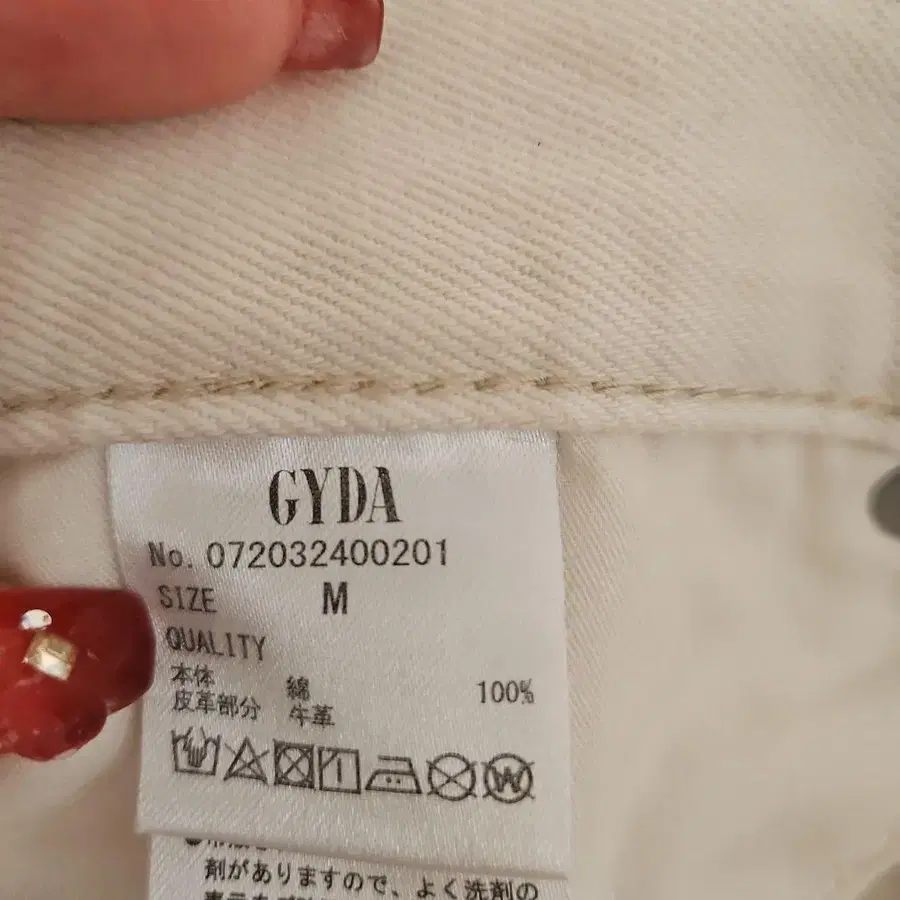 GYDA
No. 072032400201
SIZE M
QUALITY
本体 綿 100%
皮革部分 牛革
W
剤がありますので、よく洗剤の